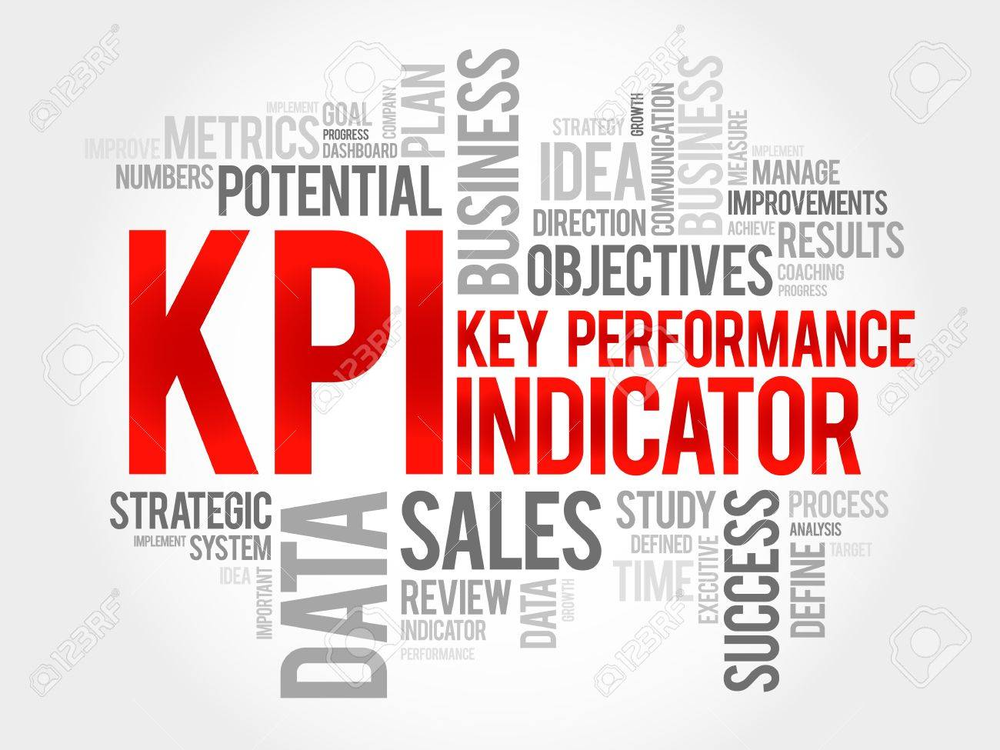 IMPLEMENT
GOAL
COMPANY
PLAN
BUSINESS
IMPROVE
METRICS
PROGRESS
DASHBOARD
NUMBERS
POTENTIAL
STRATEGY
GROWTH
COMMUNICATION
BUSINESS
MEASURE
IDEA
IMPLEMENT
MANAGE
DIRECTION
IMPROVEMENTS
ACHIEVE
RESULTS
OBJECTIVES
COACHING
PROGRESS
KPI
KEY PERFORMANCE
INDICATOR
STRATEGIC
IMPLEMENT
SYSTEM
IDEA
IMPORTANT
DATA
SALES
REVIEW
INDICATOR
PERFORMANCE
DATA
GROWTH
STUDY
DEFINED
TIME
EXECUTIVE
SUCCESS
PROCESS
ANALYSIS
TARGET
DEFINE
123RF
123RF
123RF
123RF
123RF
123RF
123RF
123RF
123RF
123RF
123RF
123RF